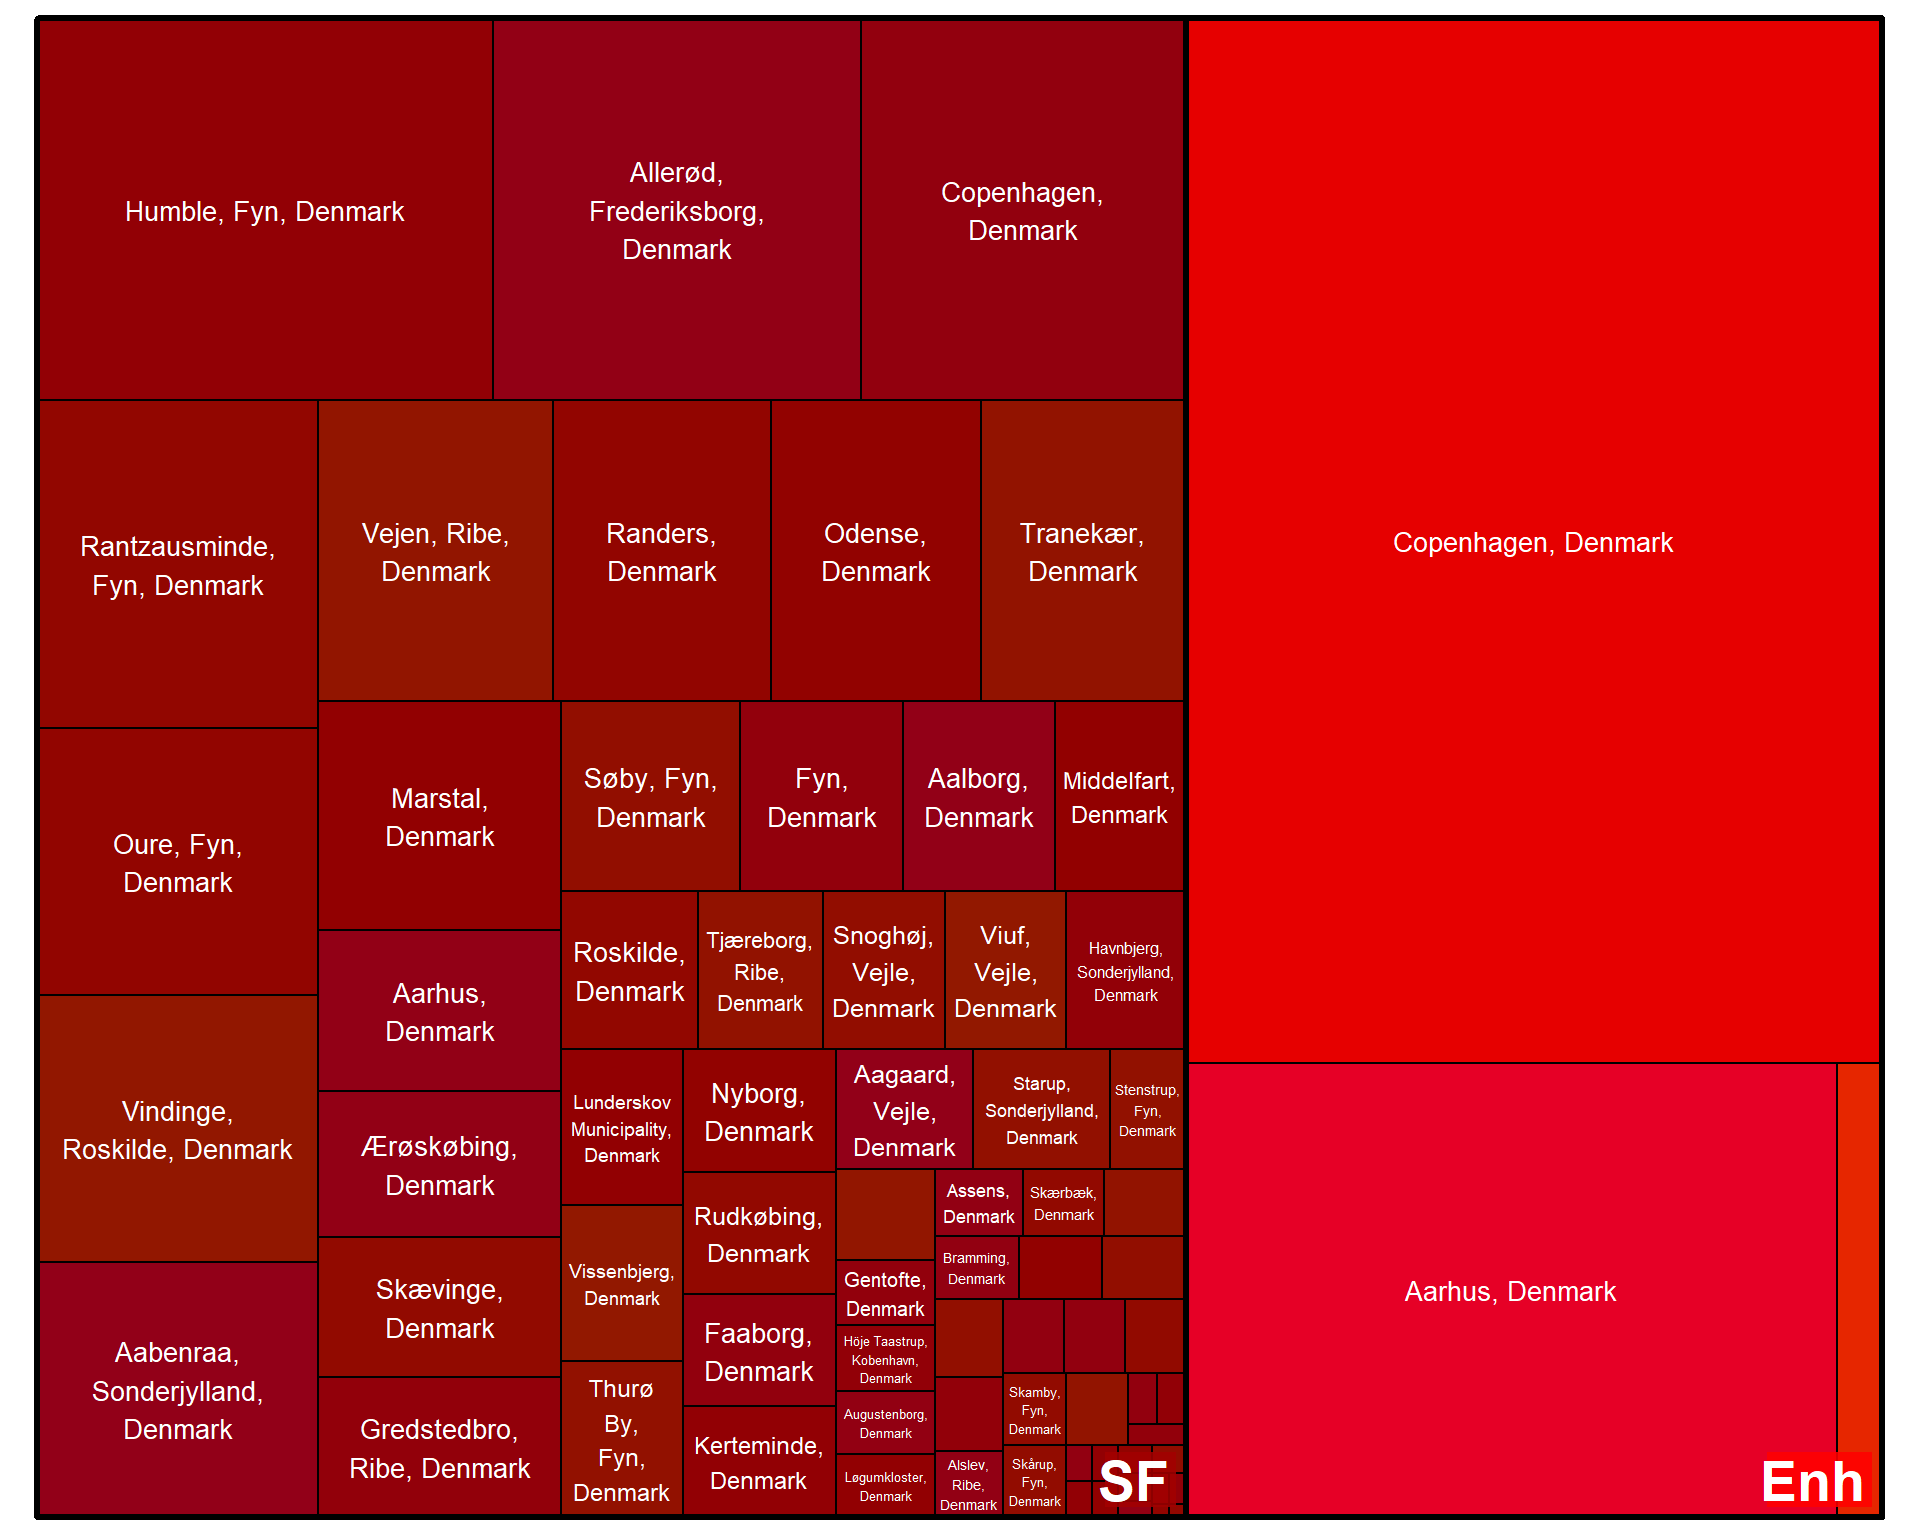 Humble, Fyn, Denmark
Allerød,
Frederiksborg,
Denmark
Copenhagen,
Denmark
Rantzausminde,
Fyn, Denmark
Vejen, Ribe,
Denmark
Randers,
Denmark
Odense,
Denmark
Tranekær,
Denmark
Oure, Fyn,
Denmark
Marstal,
Denmark
Søby, Fyn,
Denmark
Fyn,
Denmark
Aalborg,
Denmark
Middelfart,
Denmark
Roskilde,
Denmark
Tjæreborg,
Ribe,
Denmark
Snoghøj,
Vejle,
Denmark
Viuf,
Vejle,
Denmark
Havnbjerg,
Sonderjylland,
Denmark
Vindinge,
Roskilde, Denmark
Aarhus,
Denmark
Ærøskøbing,
Denmark
Lunderskov
Municipality,
Denmark
Nyborg,
Denmark
Aagaard,
Vejle,
Denmark
Starup,
Sonderjylland,
Denmark
Stenstrup,
Fyn,
Denmark
Rudkøbing,
Denmark
Assens,
Denmark
Skærbæk,
Denmark
Aabenraa,
Sonderjylland,
Denmark
Skævinge,
Denmark
Vissenbjerg,
Denmark
Bramming,
Denmark
Gentofte,
Denmark
Faaborg,
Denmark
Höje Taastrup,
Kobenhavn,
Denmark
Gredstedbro,
Ribe, Denmark
Thurø
By,
Fyn,
Denmark
Kerteminde,
Denmark
Augustenborg,
Denmark
Løgumkloster,
Denmark
Skamby,
Fyn,
Denmark
Alslev,
Ribe,
Denmark
Skårup,
Fyn,
Denmark
SF
Copenhagen, Denmark
Aarhus, Denmark
Enh